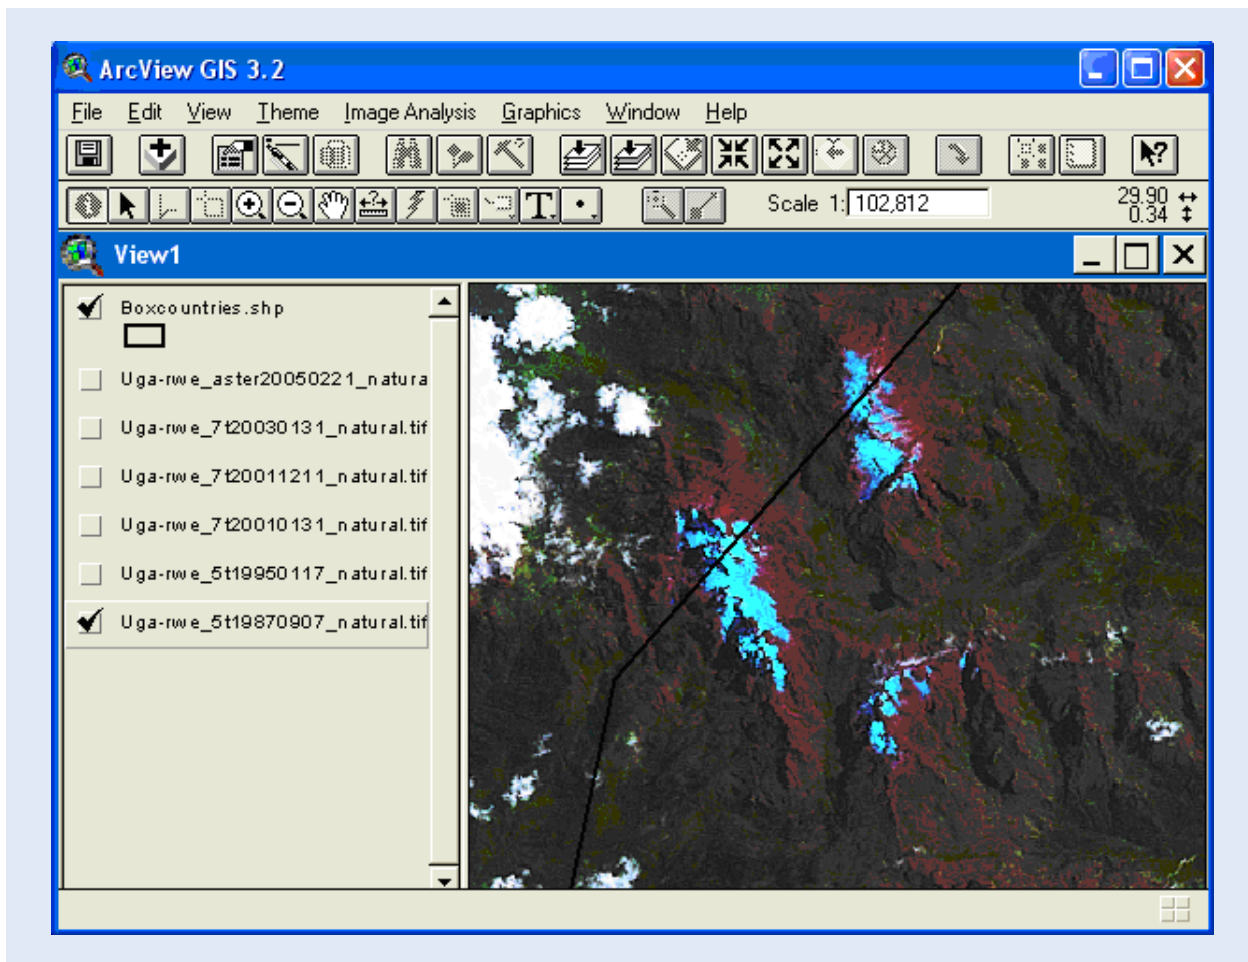 ArcView GIS 3.2
File Edit View Theme Image Analysis Graphics Window Help
T
Scale 1: 102,812
29.90
0.34
View1
Boxcountries.shp
Uga-rwe_aster20050221_natura
Uga-rwe_7t20030131_natural.tif
Uga-rwe_7t20011211_natural.tif
Uga-rwe_7t20010131_natural.tif
Uga-rwe_5t19950117_natural.tif
Uga-rwe_5t19870907_natural.tif